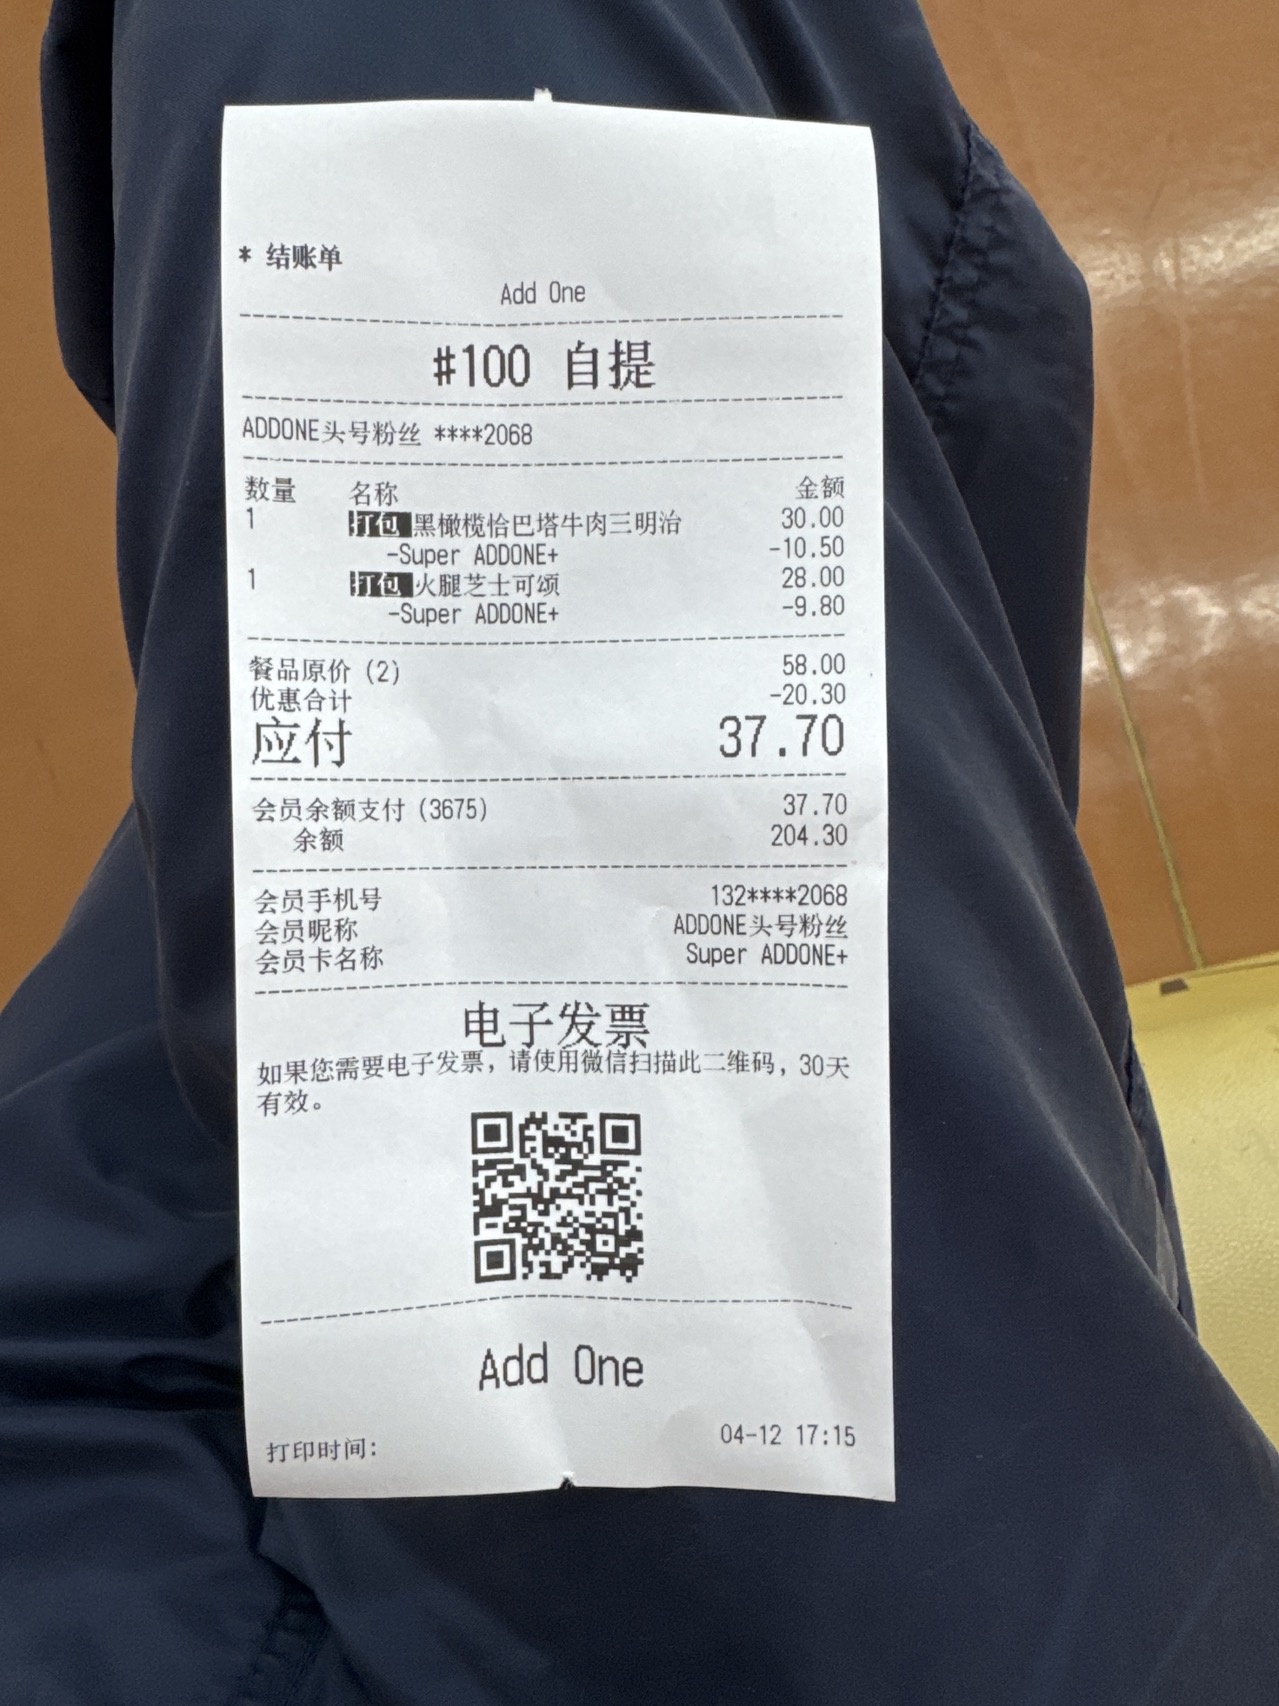 * 结账单
Add One
#100 自提
ADDONE头号粉丝 ****2068
数量 名称 金额
1 打包 黑橄榄恰巴塔牛肉三明治 30.00
-Super ADDONE+ -10.50
1 打包 火腿芝士可颂 28.00
-Super ADDONE+ -9.80
餐品原价 (2) 58.00
优惠合计 -20.30
应付 37.70
会员余额支付 (3675) 37.70
余额 204.30
会员手机号 132****2068
会员昵称 ADDONE头号粉丝
会员卡名称 Super ADDONE+
电子发票
如果您需要电子发票，请使用微信扫描此二维码，30天
有效。
Add One
打印时间: 04-12 17:15